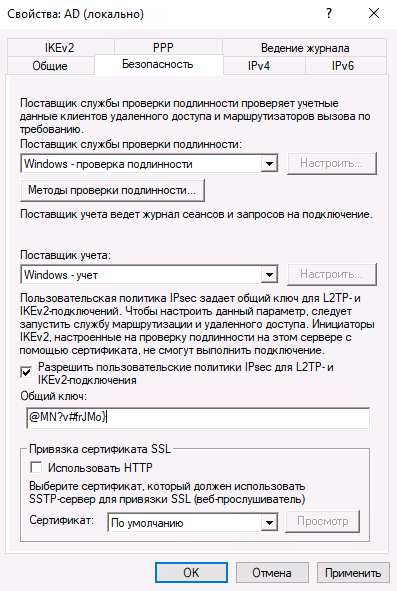 Свойства: AD (локально)
IKEv2 PPP Ведение журнала
Общие Безопасность IPv4 IPv6
Поставщик службы проверки подлинности проверяет учетные
данные клиентов удаленного доступа и маршрутизаторов вызова по
требованию.
Поставщик службы проверки подлинности:
Windows - проверка подлинности Настроить...
Методы проверки подлинности...
Поставщик учета ведет журнал сеансов и запросов на подключение.
Поставщик учета:
Windows - учет Настроить...
Пользовательская политика IPsec задает общий ключ для L2TP- и
IKEv2-подключений. Чтобы настроить данный параметр, следует
запустить службу маршрутизации и удаленного доступа. Инициаторы
IKEv2, настроенные на проверку подлинности на этом сервере с
помощью сертификата, не смогут выполнить подключение.
Разрешить пользовательские политики IPsec для L2TP- и
IKEv2-подключения
Общий ключ:
@MN?v#frJMo}
Привязка сертификата SSL
Использовать HTTP
Выберите сертификат, который должен использовать
SSTP-сервер для привязки SSL (веб-прослушиватель)
Сертификат: По умолчанию Просмотр
OK Отмена Применить